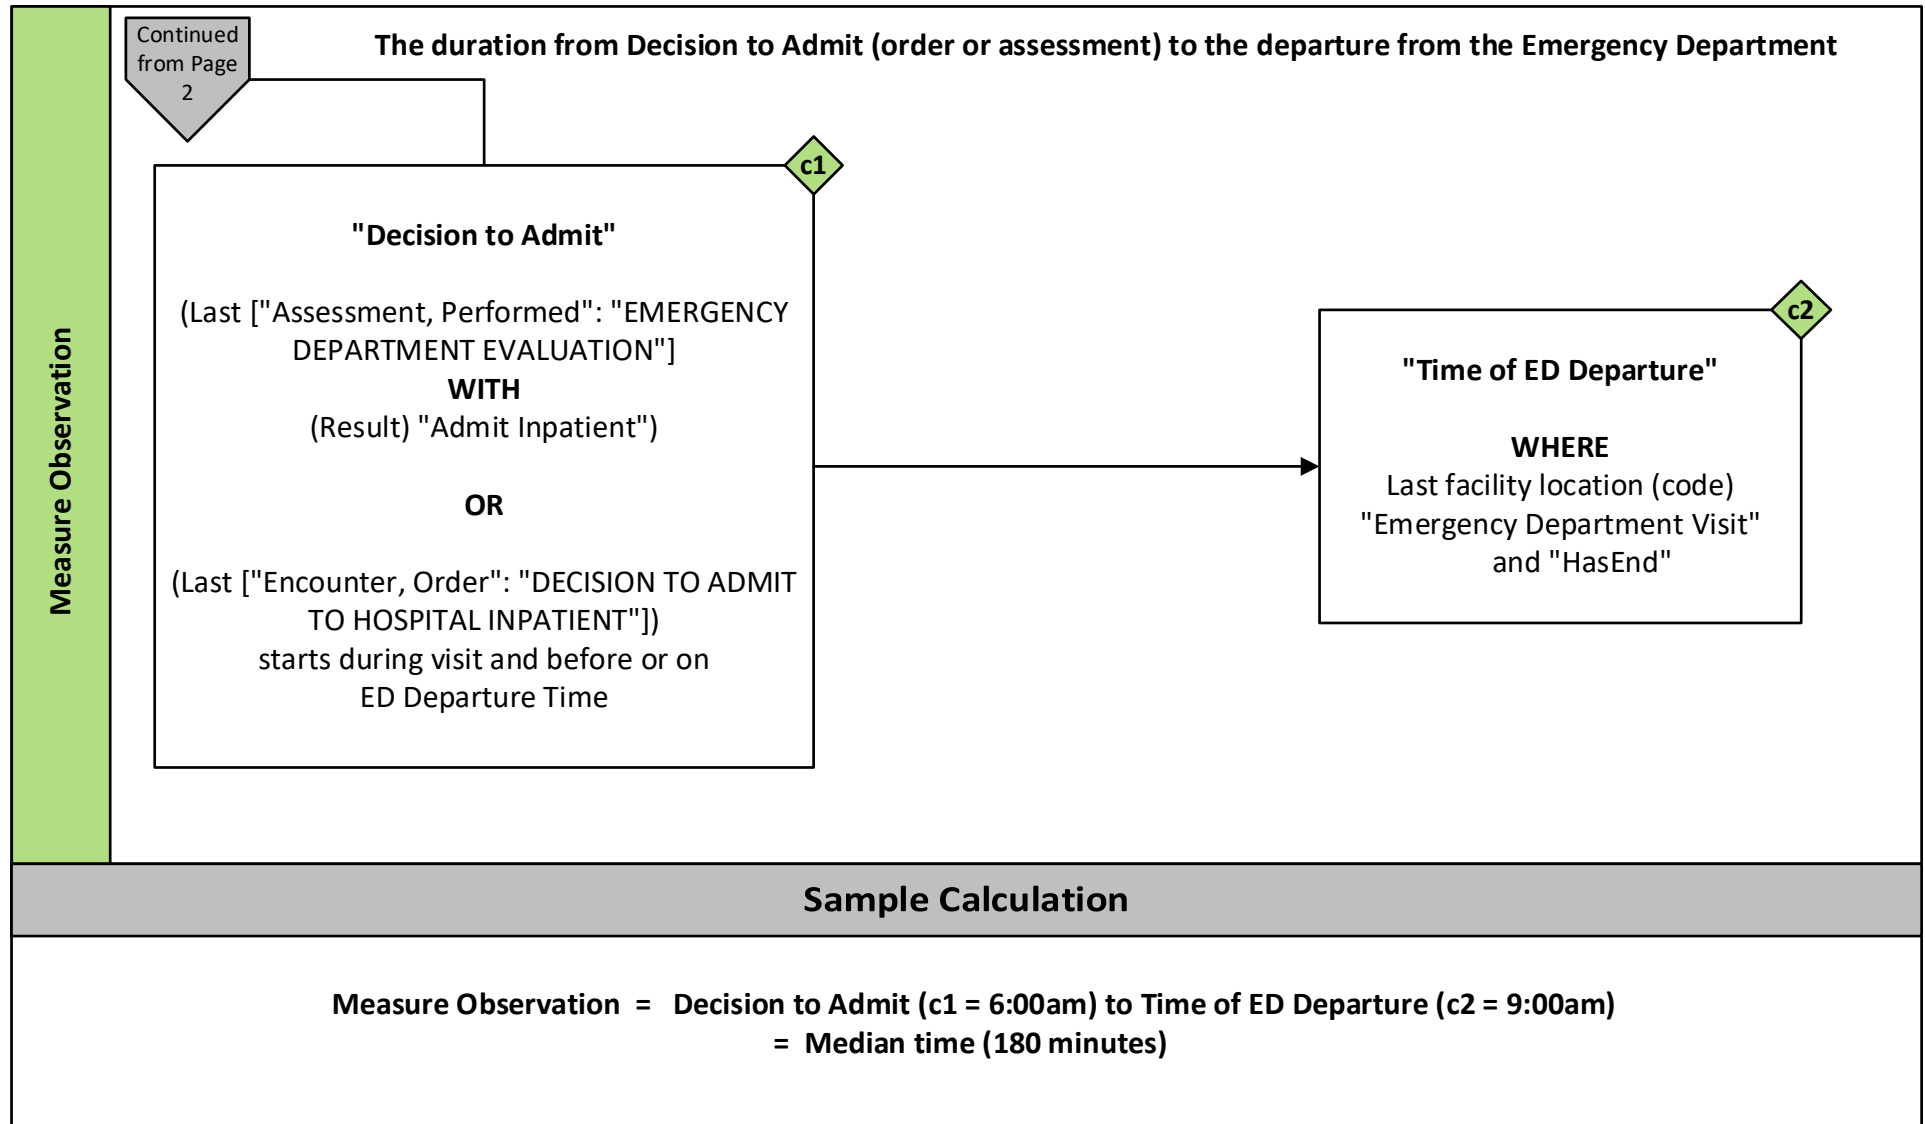 Continued
from Page
2
The duration from Decision to Admit (order or assessment) to the departure from the Emergency Department
Measure Observation
c1
"Decision to Admit"
(Last ["Assessment, Performed": "EMERGENCY
DEPARTMENT EVALUATION"]
WITH
(Result) "Admit Inpatient")
OR
(Last ["Encounter, Order": "DECISION TO ADMIT
TO HOSPITAL INPATIENT"])
starts during visit and before or on
ED Departure Time
c2
"Time of ED Departure"
WHERE
Last facility location (code)
"Emergency Department Visit"
and "HasEnd"
Sample Calculation
Measure Observation = Decision to Admit (c1 = 6:00am) to Time of ED Departure (c2 = 9:00am)
= Median time (180 minutes)